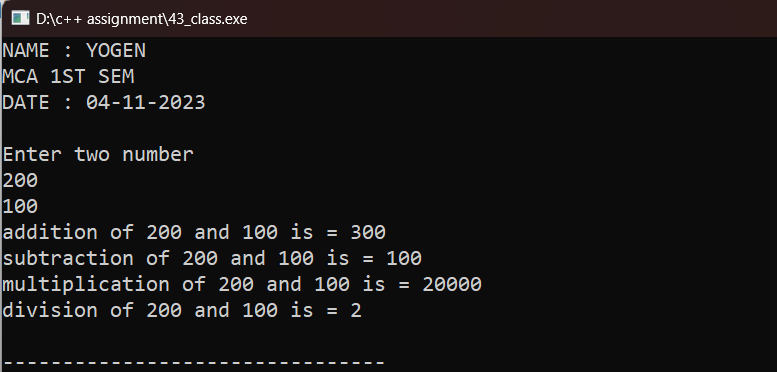 D:\c++ assignment\43_class.exe
NAME : YOGEN
MCA 1ST SEM
DATE : 04-11-2023
Enter two number
200
100
addition of 200 and 100 is = 300
subtraction of 200 and 100 is = 100
multiplication of 200 and 100 is = 20000
division of 200 and 100 is = 2
--------------------------------